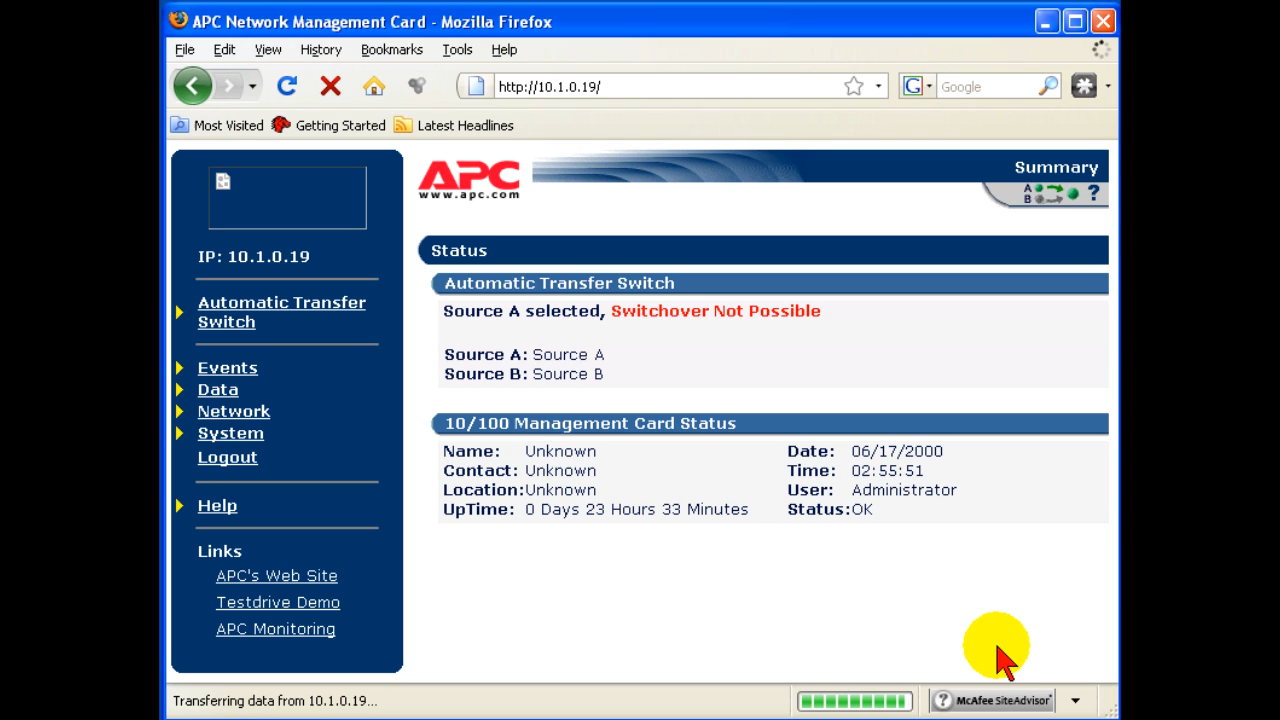 APC Network Management Card - Mozilla Firefox
File Edit View History Bookmarks Tools Help
http://10.1.0.19/
G Google
Most Visited Getting Started Latest Headlines
APC
www.apc.com
Summary
A
B
?
IP: 10.1.0.19
Automatic Transfer
Switch
Events
Data
Network
System
Logout
Help
Links
APC's Web Site
Testdrive Demo
APC Monitoring
Status
Automatic Transfer Switch
Source A selected, Switchover Not Possible
Source A: Source A
Source B: Source B
10/100 Management Card Status
Name: Unknown Date: 06/17/2000
Contact: Unknown Time: 02:55:51
Location: Unknown User: Administrator
UpTime: 0 Days 23 Hours 33 Minutes Status: OK
Transferring data from 10.1.0.19...
? McAfee SiteAdvisor